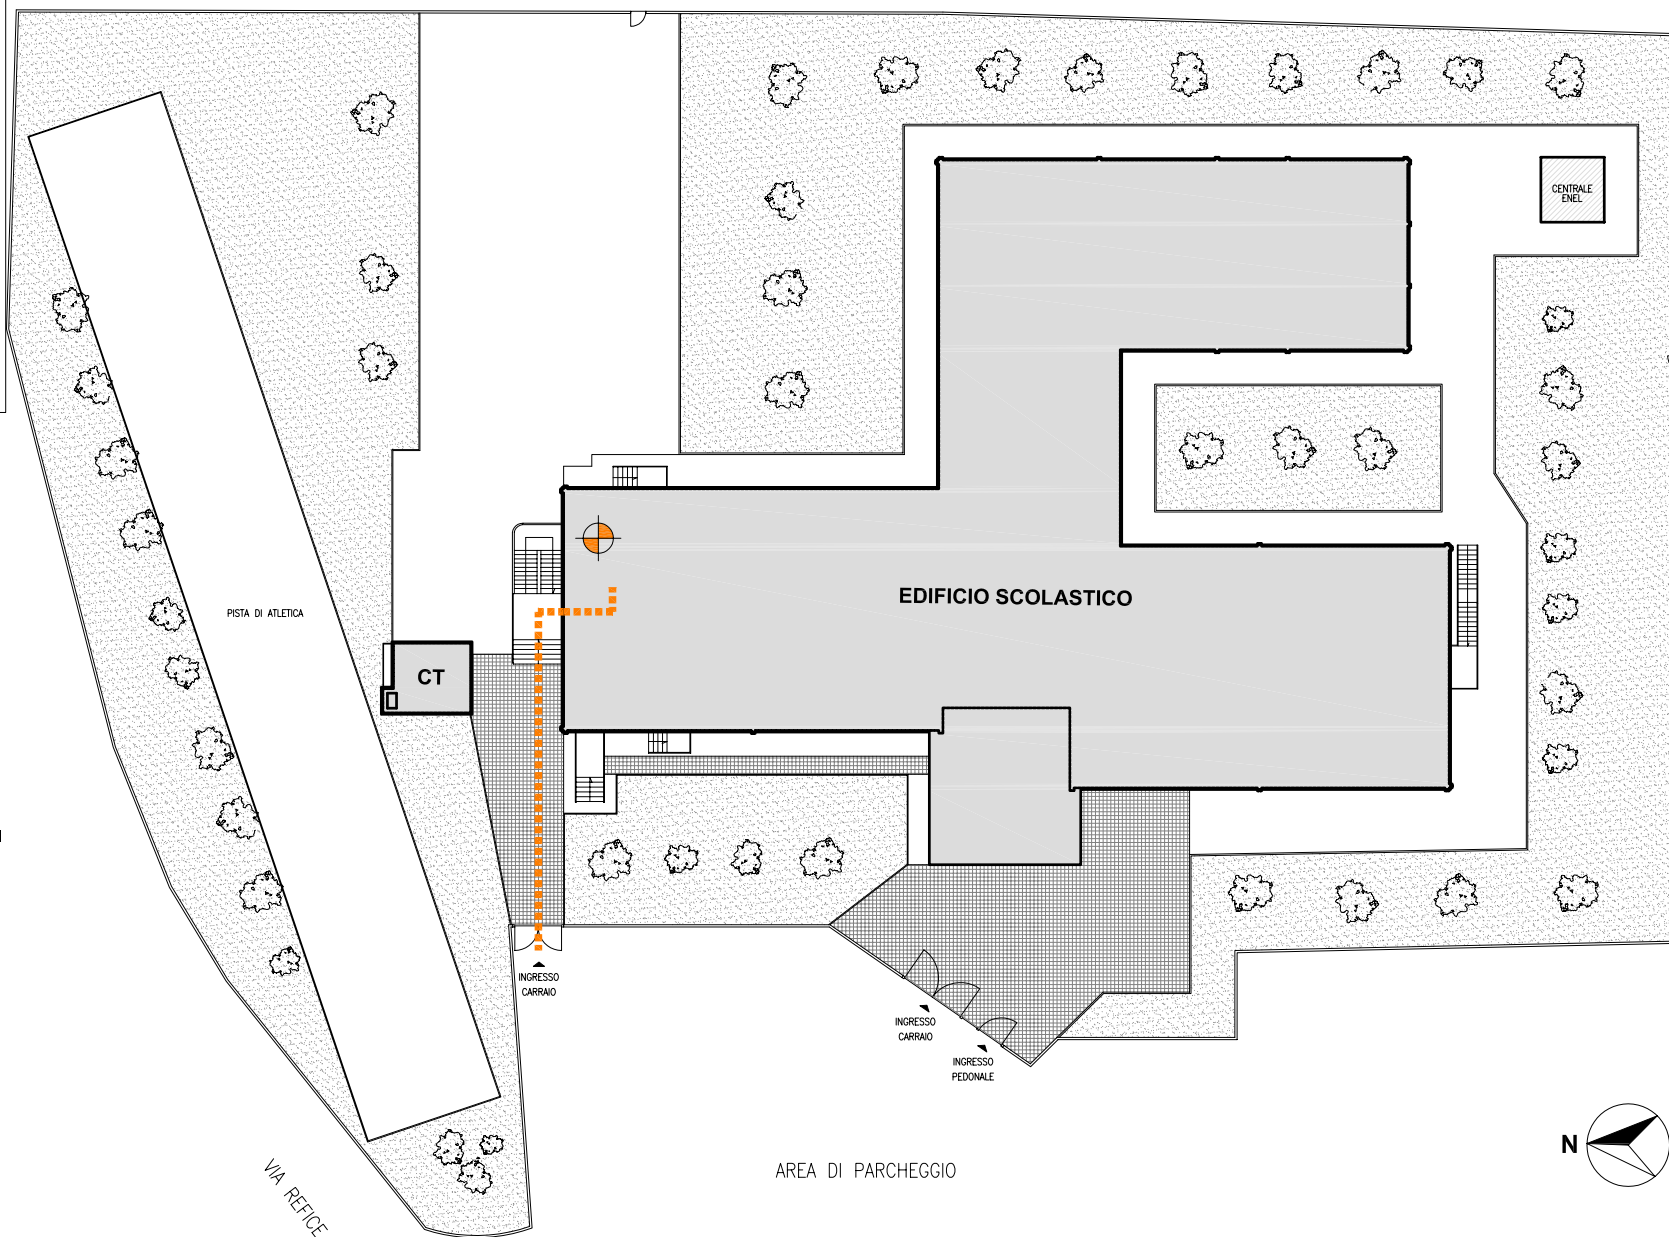 CENTRALE
ENEL
EDIFICIO SCOLASTICO
PISTA DI ATLETICA
CT
INGRESSO
CARRAIO
INGRESSO
CARRAIO
INGRESSO
PEDONALE
N
AREA DI PARCHEGGIO
VIA REFICE